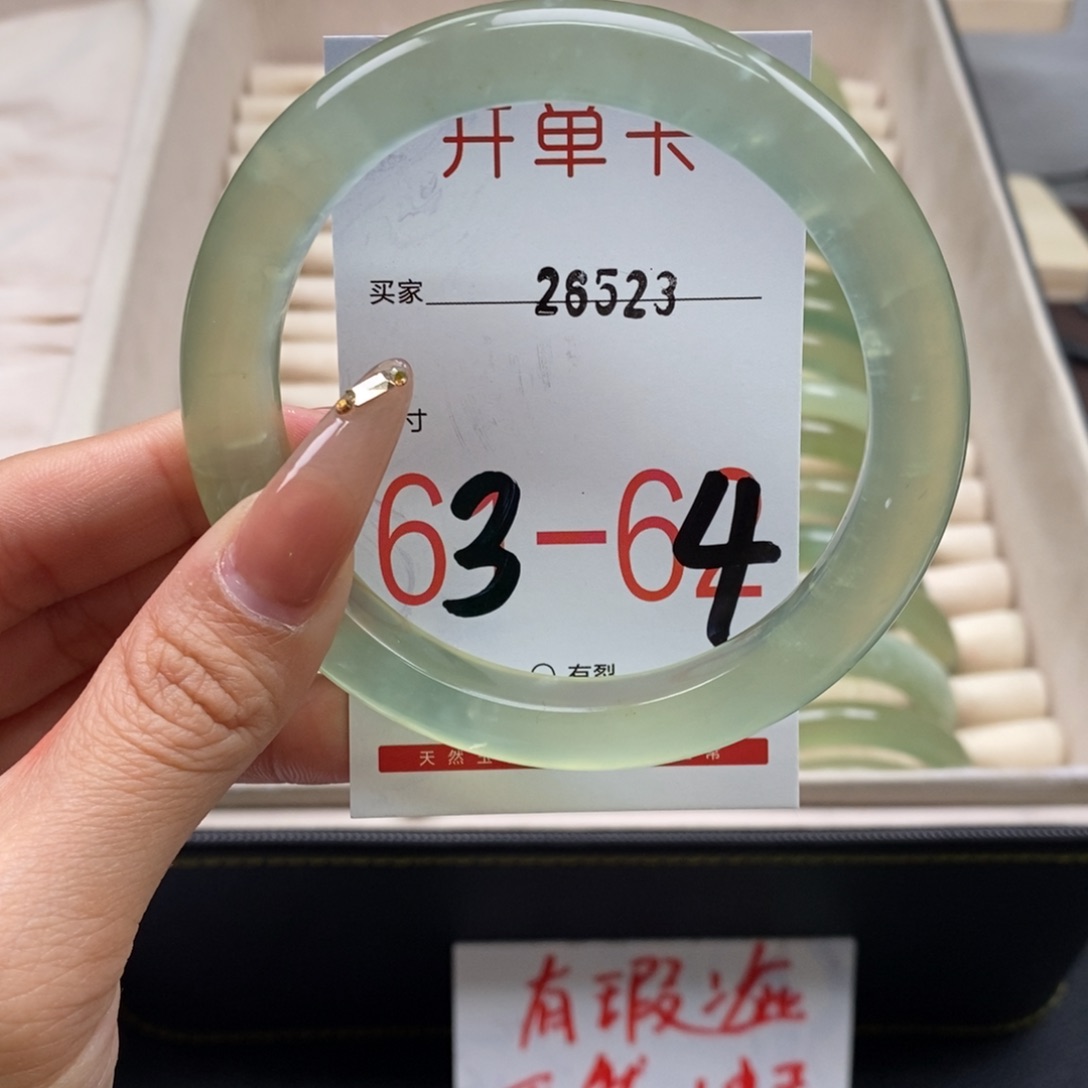 开单卡
买家 26523
寸
63-64
有裂
天然
有瑕疵